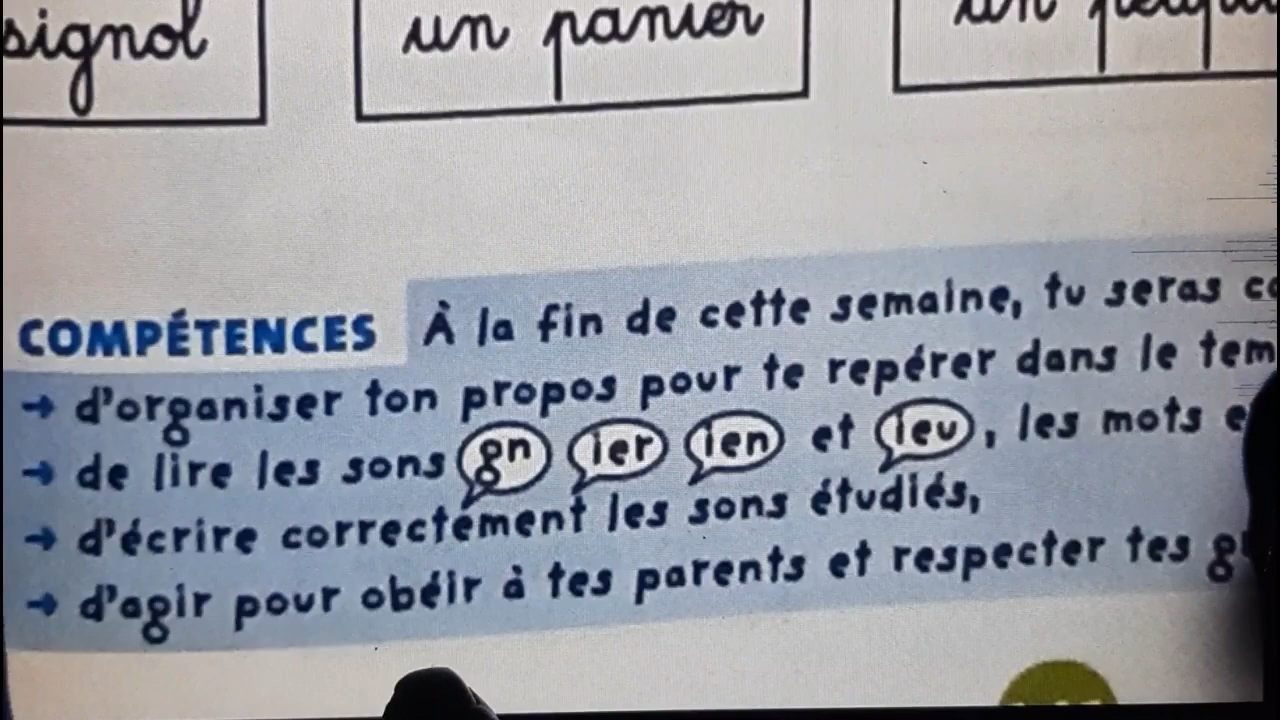 signol
un panier
un
COMPÉTENCES À la fin de cette semaine, tu seras
→ d'organiser ton propos pour te repérer dans le
→ de lire les sons gn ier ien et ieu, les mots
→ d'écrire correctement les sons étudiés,
→ d'agir pour obéir à tes parents et respecter tes